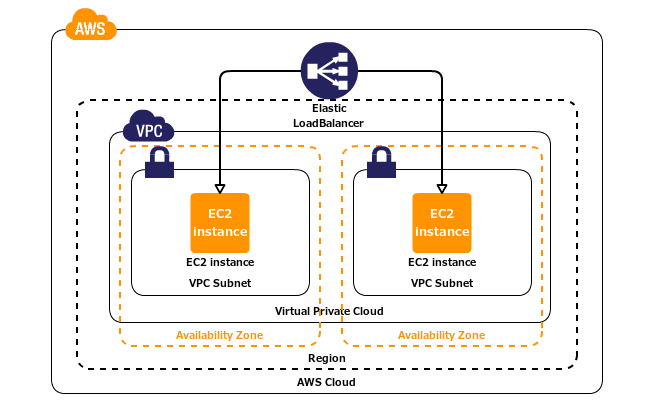 AWS
Elastic
LoadBalancer
VPC
EC2
instance
EC2
instance
EC2 instance
EC2 instance
VPC Subnet
VPC Subnet
Virtual Private Cloud
Availability Zone
Availability Zone
Region
AWS Cloud